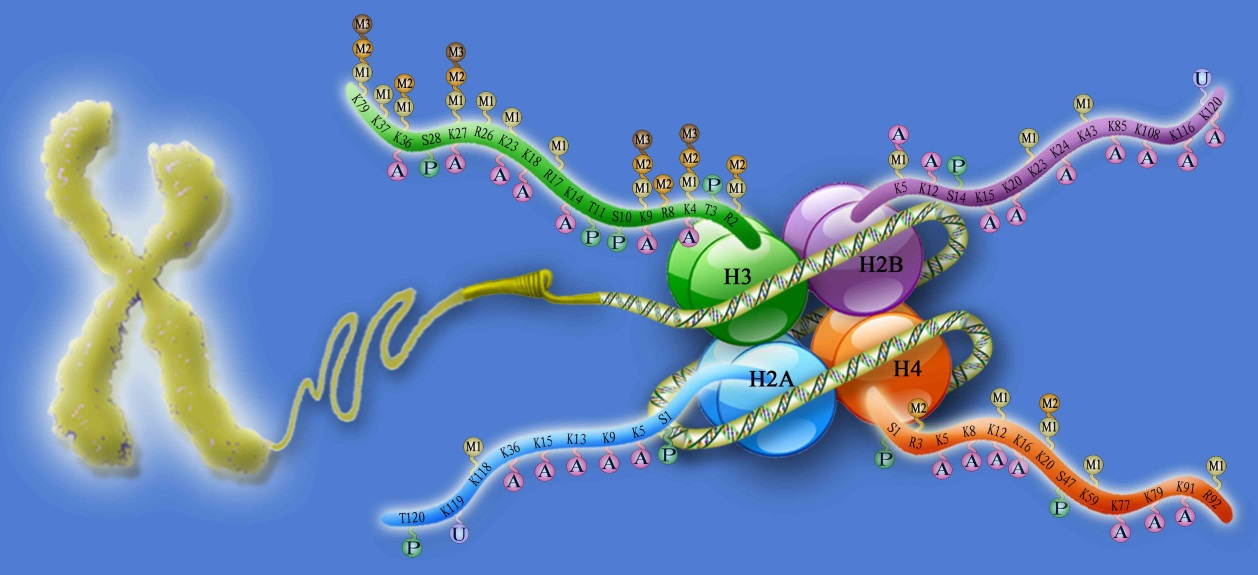 M3
M2
M1
M1
M2
M1
M3
M2
M1
M1
M1
M1
M3
M2
M1
M2
M3
M2
M1
P
M2
M1
K79 K37 K36 S28 K27 R26 K23 K18 R17 K14 T11 S10 K9 R8 K4 T3 R2
A P A A A A P P A A
H3
A
M1
A
P
M1
M1
U
K5 K12 S14 K15 K20 K23 K24 K43 K85 K108 K116 K120
A A A A A A A
H2B
H2A
M1
T120 K119 K118 K36 K15 K13 K9 K5 S1
P U A A A A A P
H4
M2
M1
M2
M1
M1
M1
S1 R3 K5 K8 K12 K16 K20 S47 K59 K77 K79 K91 R92
P A A A A P A A A